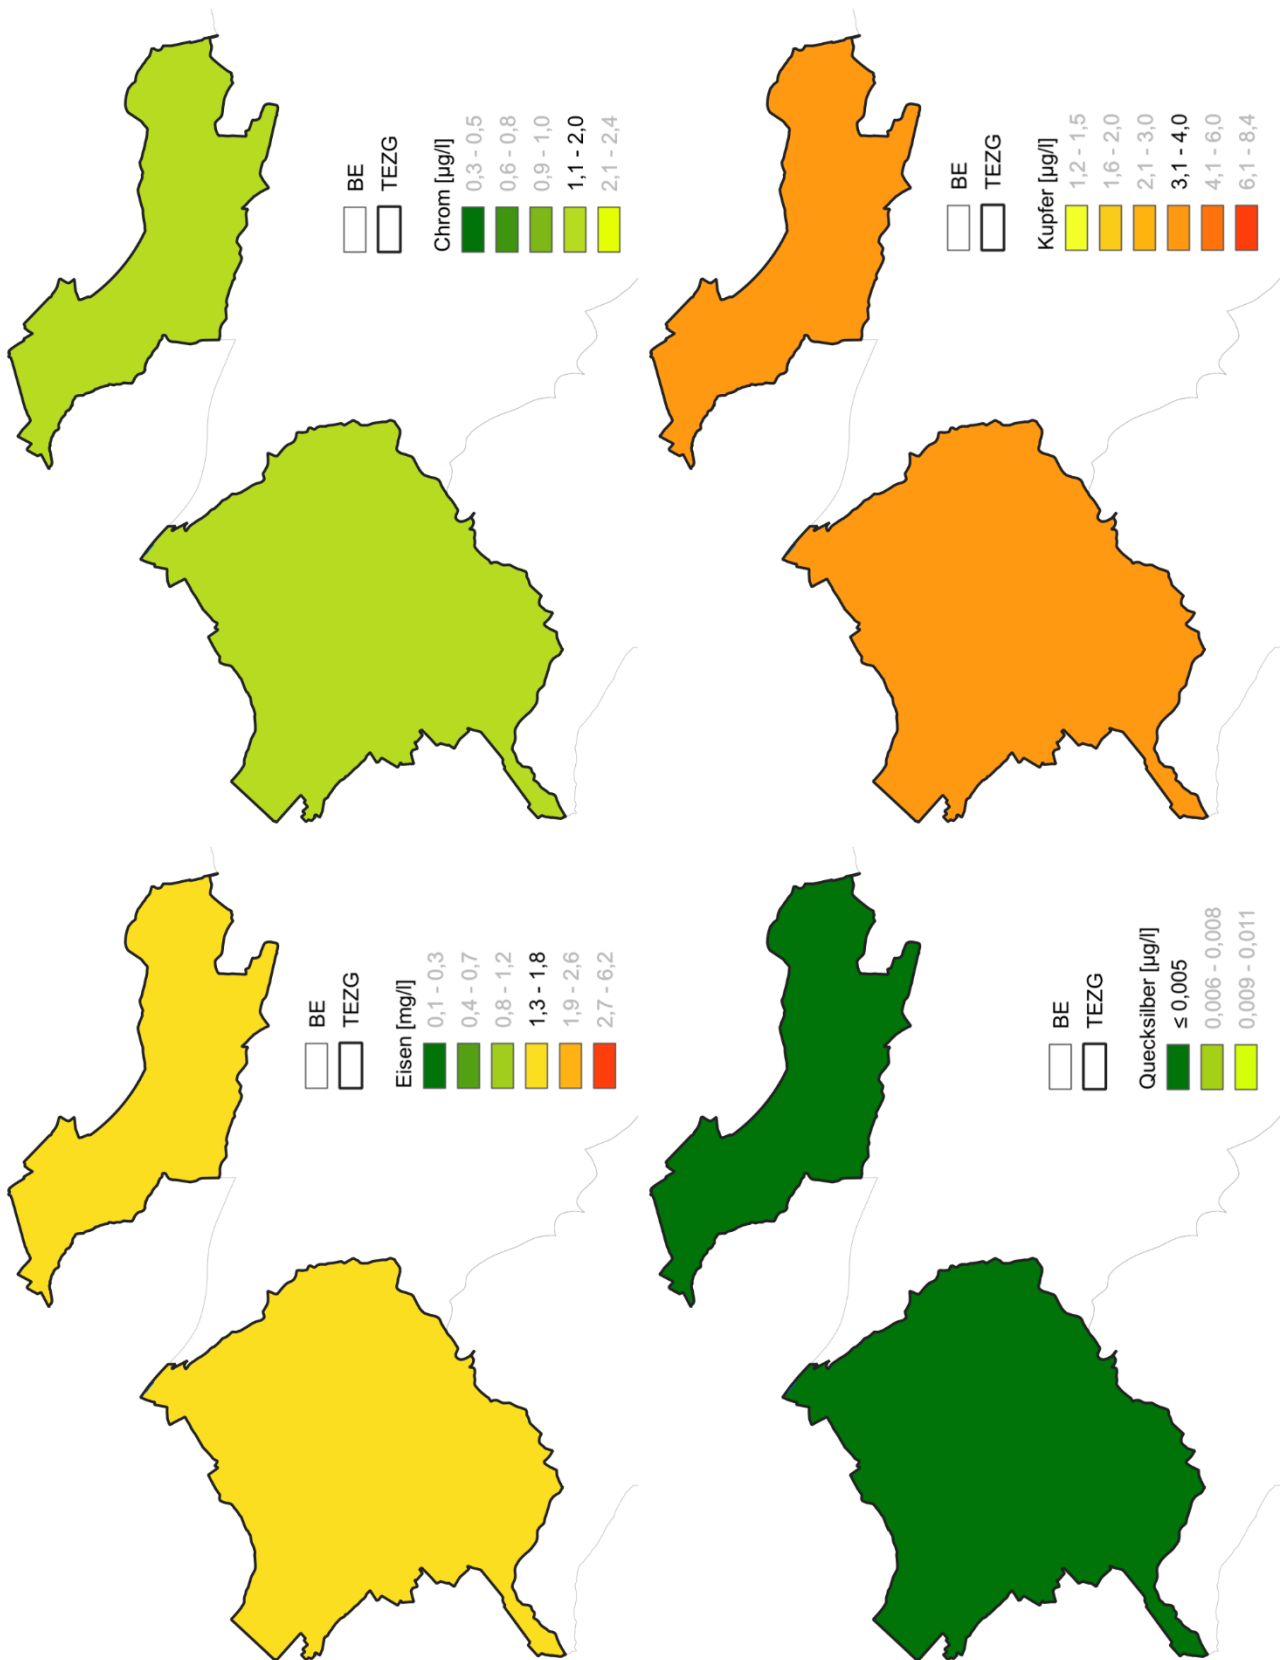 BE
TEZG
Eisen [mg/l]
0,1 - 0,3
0,4 - 0,7
0,8 - 1,2
1,3 - 1,8
1,9 - 2,6
2,7 - 6,2
BE
TEZG
Chrom [µg/l]
0,3 - 0,5
0,6 - 0,8
0,9 - 1,0
1,1 - 2,0
2,1 - 2,4
BE
TEZG
Quecksilber [µg/l]
≤ 0,005
0,006 - 0,008
0,009 - 0,011
BE
TEZG
Kupfer [µg/l]
1,2 - 1,5
1,6 - 2,0
2,1 - 3,0
3,1 - 4,0
4,1 - 6,0
6,1 - 8,4